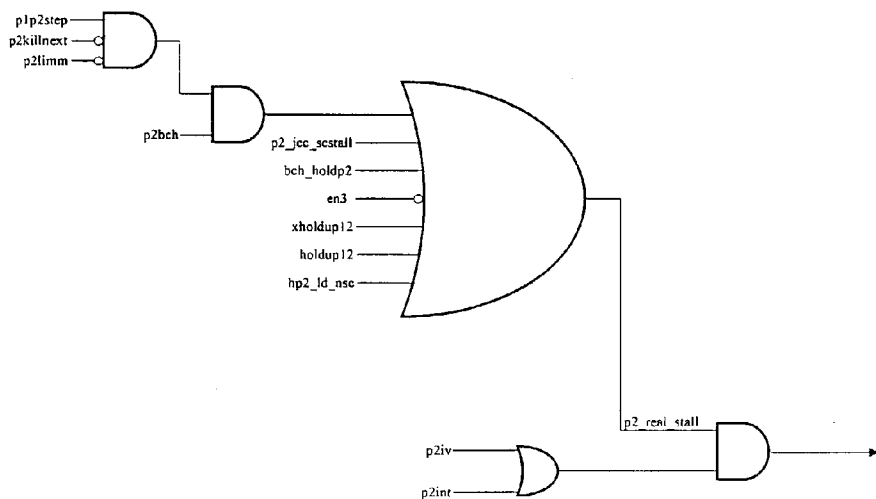 p1p2step
p2killnext
p2limm
p2bch
p2_jcc_scstall
bch_holdp2
en3
xholdup12
holdup12
hp2_ld_nsc
p2_real_stall
p2iv
p2int